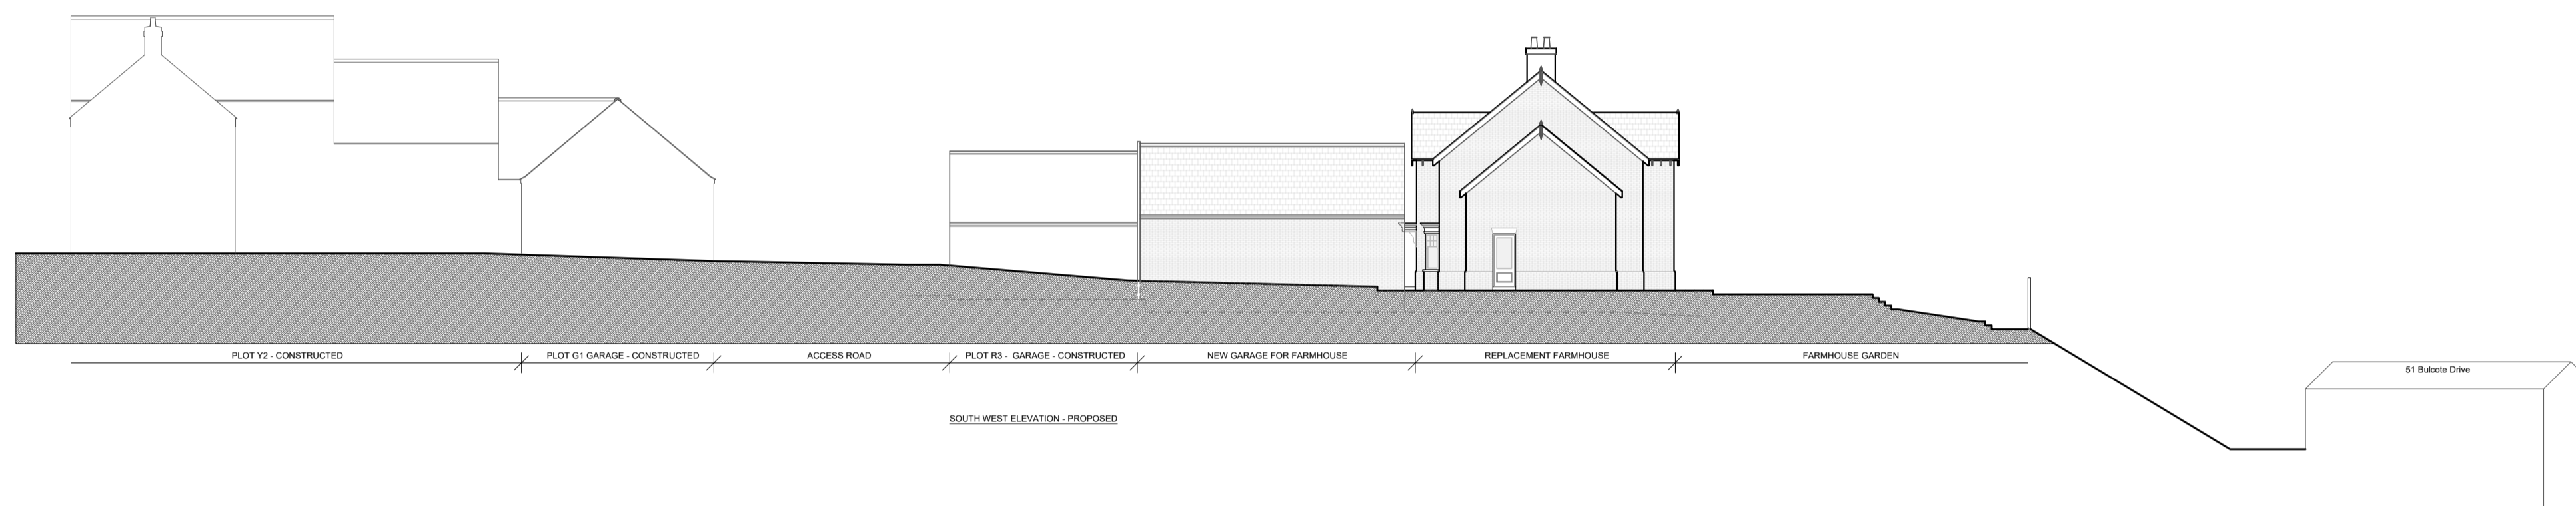 PLOT Y2 - CONSTRUCTED
PLOT G1 GARAGE - CONSTRUCTED
ACCESS ROAD
PLOT R3 - GARAGE - CONSTRUCTED
NEW GARAGE FOR FARMHOUSE
REPLACEMENT FARMHOUSE
FARMHOUSE GARDEN
51 Bulcote Drive
SOUTH WEST ELEVATION - PROPOSED